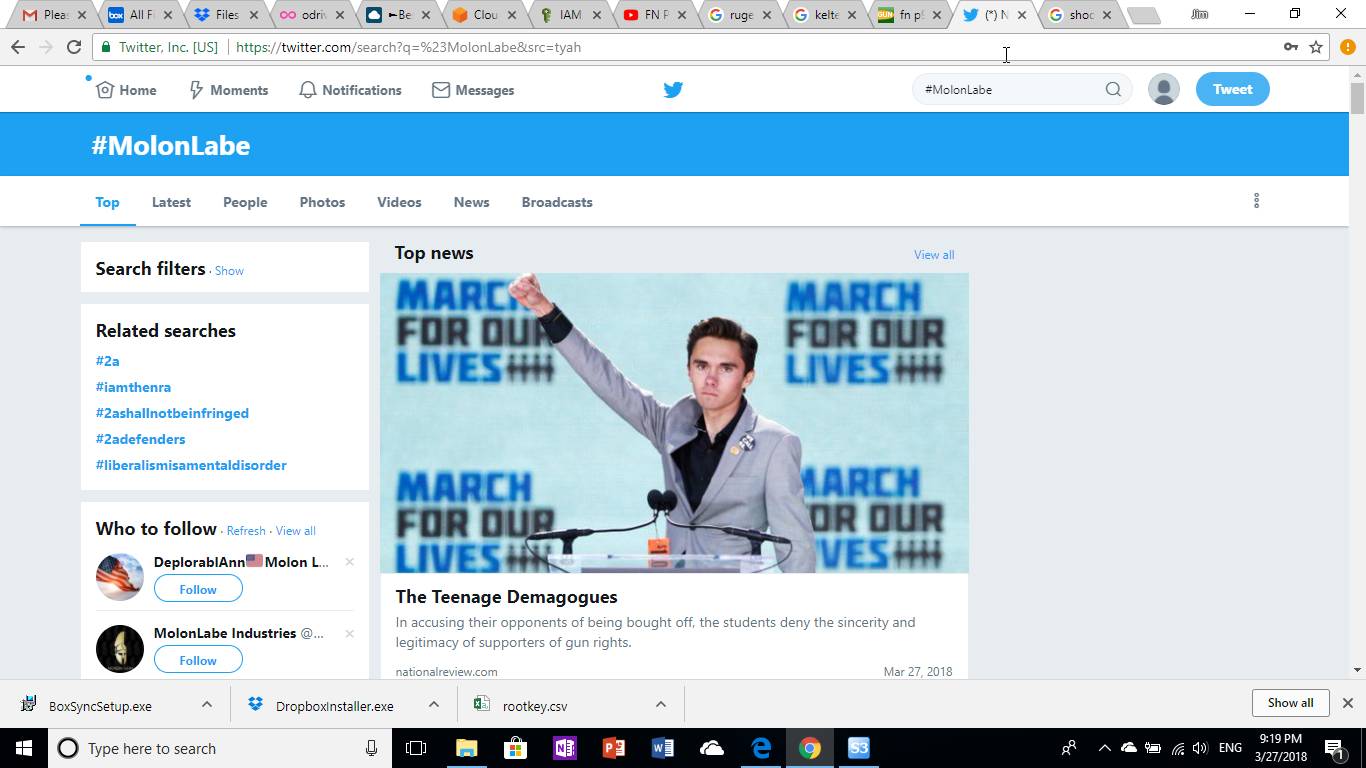 Pleas
All Fi
Files
odriv
Be
Clou
IAM
FN P
ruge
kelte
fn p5
(*) N
shoc
Jim
Twitter, Inc. [US]
https://twitter.com/search?q=%23MolonLabe&src=tyah
Home
Moments
Notifications
Messages
#MolonLabe
Tweet
#MolonLabe
Top
Latest
People
Photos
Videos
News
Broadcasts
Search filters · Show
Related searches
#2a
#iamthenra
#2ashallnotbeinfringed
#2adefenders
#liberalismisamentaldisorder
Who to follow · Refresh · View all
DeplorablAnn🇺🇸Molon L...
Follow
MolonLabe Industries @...
Follow
Top news
View all
MARCH
FOR OUR
LIVES
MARCH
FOR OUR
LIVES
MARCH
FOR OUR
LIVES
MARCH
FOR OUR
LIVES
The Teenage Demagogues
In accusing their opponents of being bought off, the students deny the sincerity and
legitimacy of supporters of gun rights.
nationalreview.com
Mar 27, 2018
BoxSyncSetup.exe
DropboxInstaller.exe
rootkey.csv
Show all
Type here to search
ENG
9:19 PM
3/27/2018
1